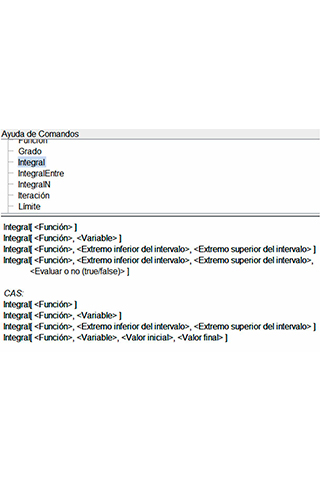 Ayuda de Comandos
Función
Grado
Integral
IntegralEntre
IntegralN
Iteración
Límite
Integral[ <Función> ]
Integral[ <Función>, <Variable> ]
Integral[ <Función>, <Extremo inferior del intervalo>, <Extremo superior del intervalo> ]
Integral[ <Función>, <Extremo inferior del intervalo>, <Extremo superior del intervalo>,
<Evaluar o no (true/false)> ]
CAS:
Integral[ <Función> ]
Integral[ <Función>, <Variable> ]
Integral[ <Función>, <Extremo inferior del intervalo>, <Extremo superior del intervalo> ]
Integral[ <Función>, <Variable>, <Valor inicial>, <Valor final> ]